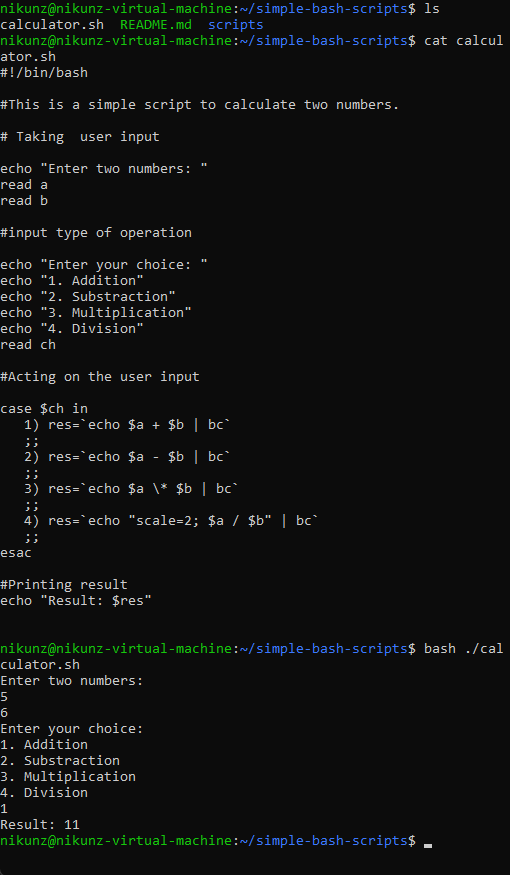 nikunz@nikunz-virtual-machine:~/simple-bash-scripts$ ls
calculator.sh  README.md  scripts
nikunz@nikunz-virtual-machine:~/simple-bash-scripts$ cat calcul
ator.sh
#!/bin/bash

#This is a simple script to calculate two numbers.

# Taking  user input

echo "Enter two numbers: "
read a
read b

#input type of operation

echo "Enter your choice: "
echo "1. Addition"
echo "2. Substraction"
echo "3. Multiplication"
echo "4. Division"
read ch

#Acting on the user input

case $ch in
   1) res=`echo $a + $b | bc`
   ;;
   2) res=`echo $a - $b | bc`
   ;;
   3) res=`echo $a \* $b | bc`
   ;;
   4) res=`echo "scale=2; $a / $b" | bc`
   ;;
esac

#Printing result
echo "Result: $res"


nikunz@nikunz-virtual-machine:~/simple-bash-scripts$ bash ./cal
culator.sh
Enter two numbers:
5
6
Enter your choice:
1. Addition
2. Substraction
3. Multiplication
4. Division
1
Result: 11
nikunz@nikunz-virtual-machine:~/simple-bash-scripts$